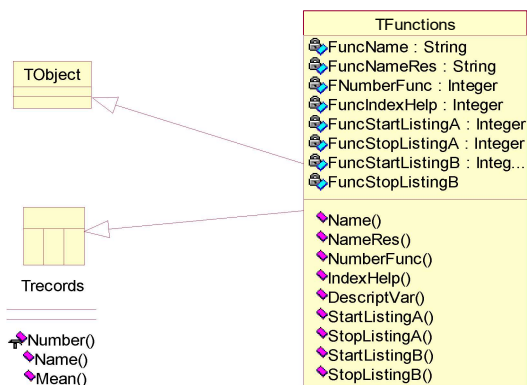 TObject
Trecords
Number()
Name()
Mean()
TFunctions
FuncName : String
FuncNameRes : String
FNumberFunc : Integer
FuncIndexHelp : Integer
FuncStartListingA : Integer
FuncStopListingA : Integer
FuncStartListingB : Integ...
FuncStopListingB
Name()
NameRes()
NumberFunc()
IndexHelp()
DescriptVar()
StartListingA()
StopListingA()
StartListingB()
StopListingB()